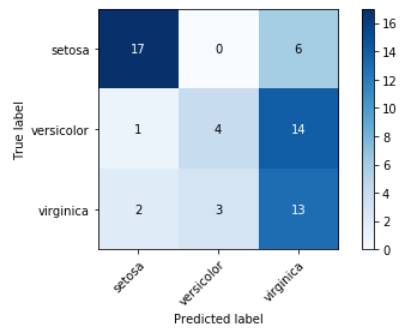 setosa 17 0 6
versicolor 1 4 14
virginica 2 3 13
True label
setosa versicolor virginica
Predicted label
16
14
12
10
8
6
4
2
0